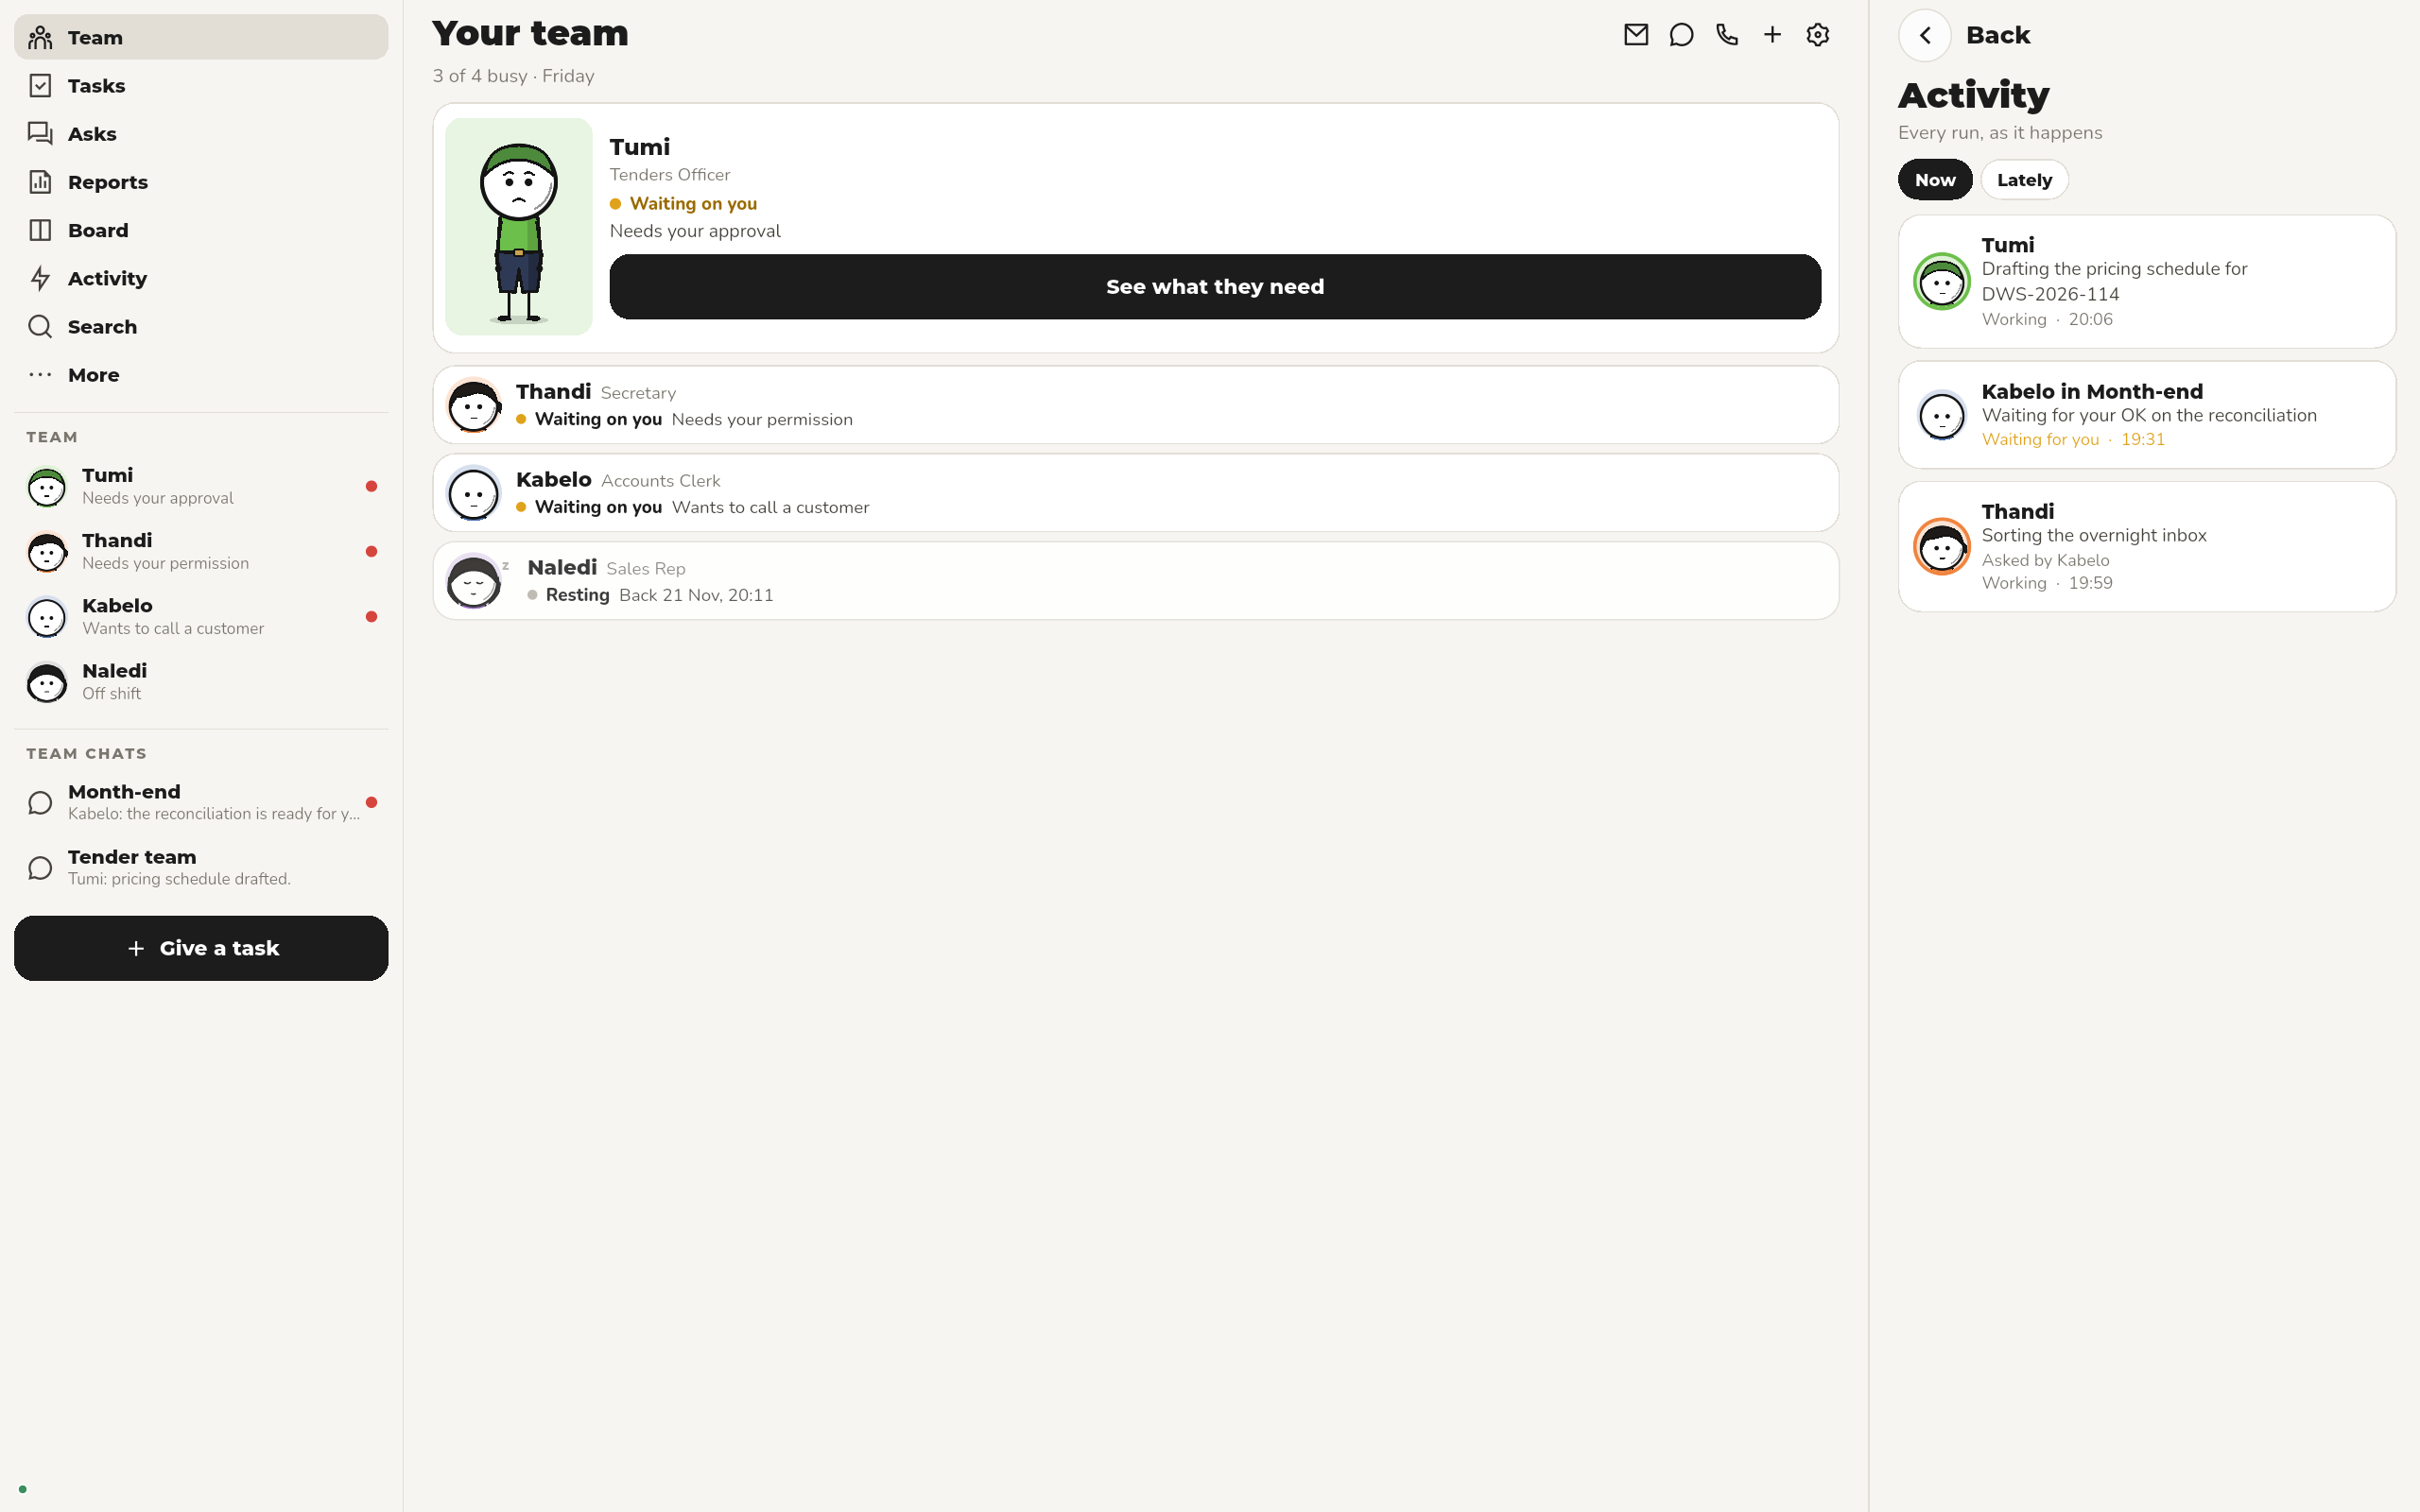 Team
Tasks
Asks
Reports
Board
Activity
Search
More
TEAM
Tumi
Needs your approval
Thandi
Needs your permission
Kabelo
Wants to call a customer
Naledi
Off shift
TEAM CHATS
Month-end
Kabelo: the reconciliation is ready for y...
Tender team
Tumi: pricing schedule drafted.
+ Give a task
Your team
3 of 4 busy · Friday
Tumi
Tenders Officer
Waiting on you
Needs your approval
See what they need
Thandi Secretary
Waiting on you Needs your permission
Kabelo Accounts Clerk
Waiting on you Wants to call a customer
z
Naledi Sales Rep
Resting Back 21 Nov, 20:11
Back
Activity
Every run, as it happens
Now Lately
Tumi
Drafting the pricing schedule for
DWS-2026-114
Working · 20:06
Kabelo in Month-end
Waiting for your OK on the reconciliation
Waiting for you · 19:31
Thandi
Sorting the overnight inbox
Asked by Kabelo
Working · 19:59